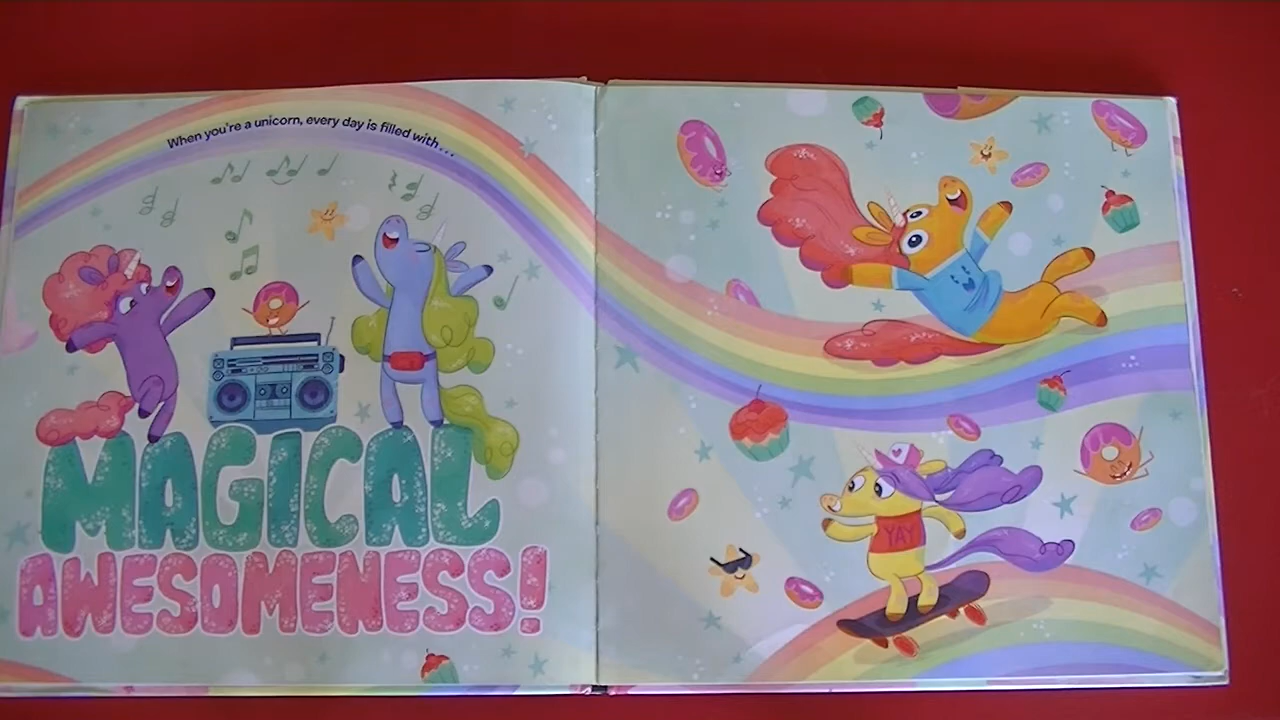 When you're a unicorn, every day is filled with...
MAGICAL
AWESOMENESS!
YAY